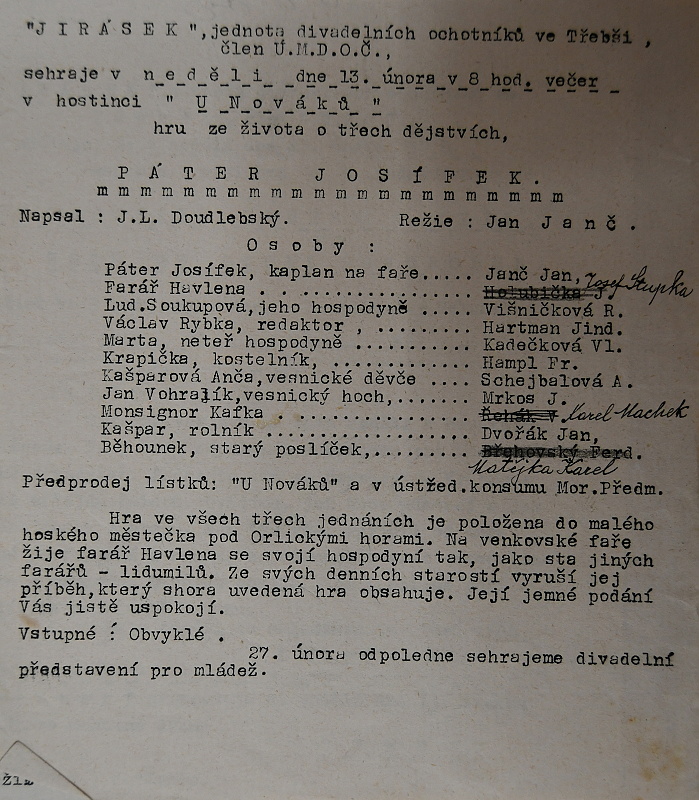 "J I R Á S E K ",jednota divadelních ochotníků ve Třebši ,
člen Ú.M.D.O.Č.,
sehraje v n e d ě l i dne 13. února v 8 hod. večer
v hostinci " U N o v á k ů "
hru ze života o třech dějstvích,
P Á T E R J O S Í F E K .
m m m m m m m m m m m m m m m m m m m m m m m m m
Napsal : J.L. Doudlebský. Režie : Jan J a n č .
O s o b y :
Páter Josífek, kaplan na faře..... Janč Jan,
Farář Havlena . . ................ Holubička J. Josef Stupka
Lud.Soukupová,jeho hospodyně ..... Višničková R.
Václav Rybka, redaktor , ......... Hartman Jind.
Marta, neteř hospodyně ........... Kadečková Vl.
Krapička, kostelník, ............. Hampl Fr.
Kašparová Anča,vesnické děvče .... Schejbalová A.
Jan Vohralík,vesnický hoch,....... Mrkos J.
Monsignor Kafka .................. Řehák V. Karel Machek
Kašpar, rolník ................... Dvořák Jan,
Běhounek, starý poslíček,......... Ferd.
Matějka Karel
Předprodej lístků: "U Nováků" a v ústřed.konsumu Mor.Předm.
Hra ve všech třech jednáních je položena do malého
hoského městečka pod Orlickými horami. Na venkovské faře
žije farář Havlena se svojí hospodyní tak, jako sta jiných
farářů - lidumilů. Ze svých denních starostí vyruší jej
příběh,který shora uvedená hra obsahuje. Její jemné podání
Vás jistě uspokojí.
Vstupné : Obvyklé .
27. února odpoledne sehrajeme divadelní
představení pro mládež.